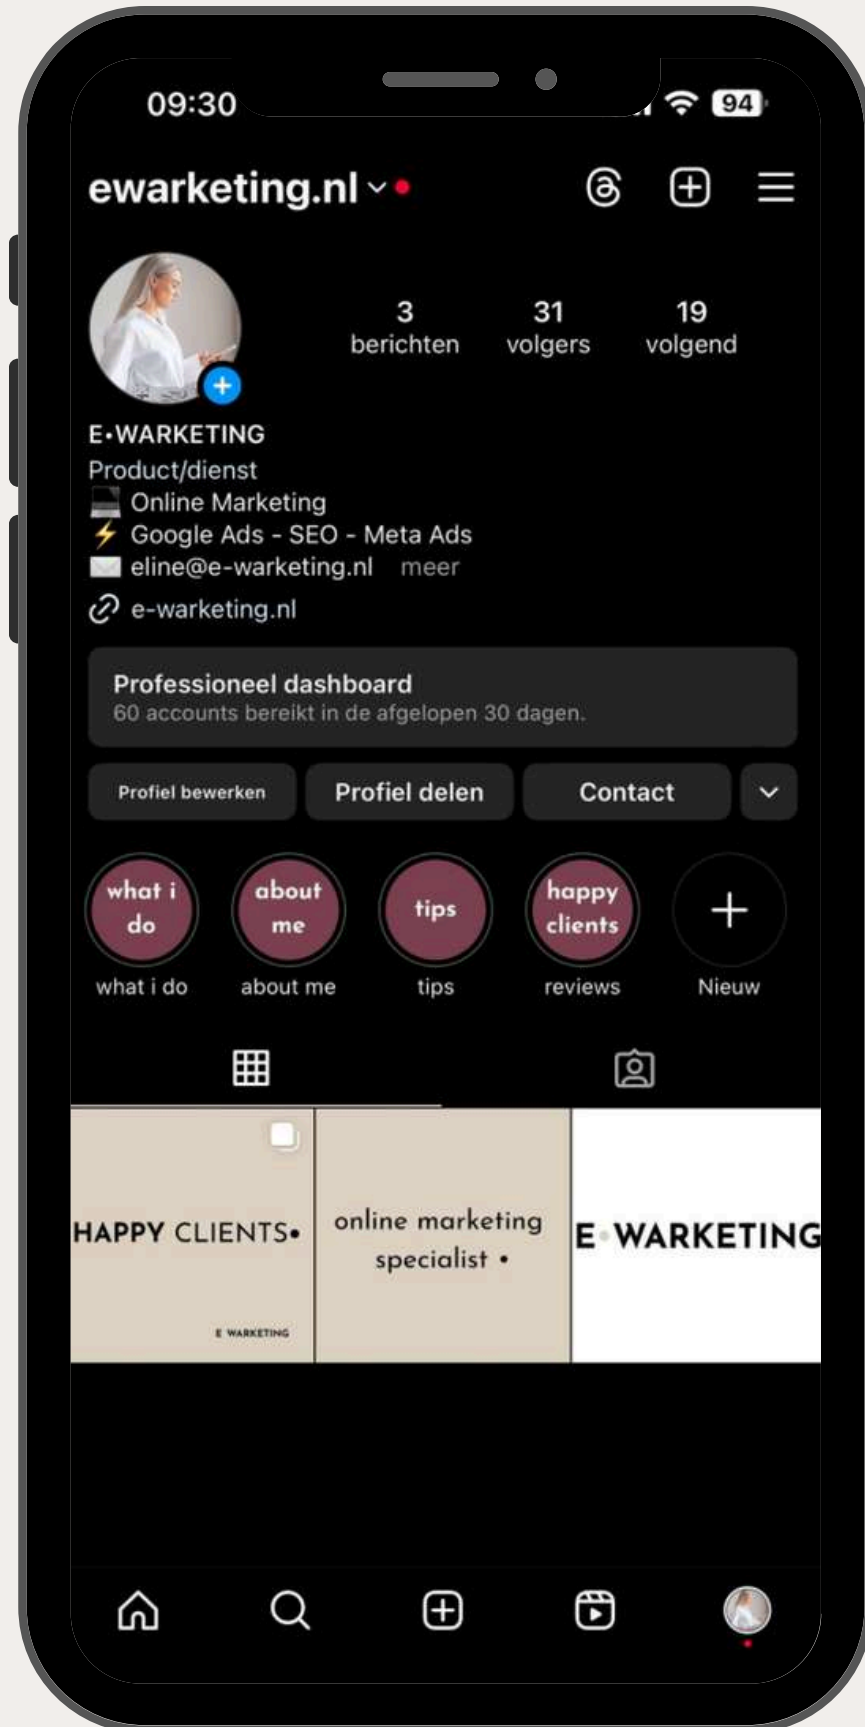 09:30
94
ewarketing.nl
3
berichten
31
volgers
19
volgend
E•WARKETING
Product/dienst
Online Marketing
⚡ Google Ads - SEO - Meta Ads
✉️ eline@e-warketing.nl meer
e-warketing.nl
Professioneel dashboard
60 accounts bereikt in de afgelopen 30 dagen.
Profiel bewerken
Profiel delen
Contact
what i
do
about
me
tips
happy
clients
what i do
about me
tips
reviews
Nieuw
HAPPY CLIENTS•
E WARKETING
online marketing
specialist •
E•WARKETING